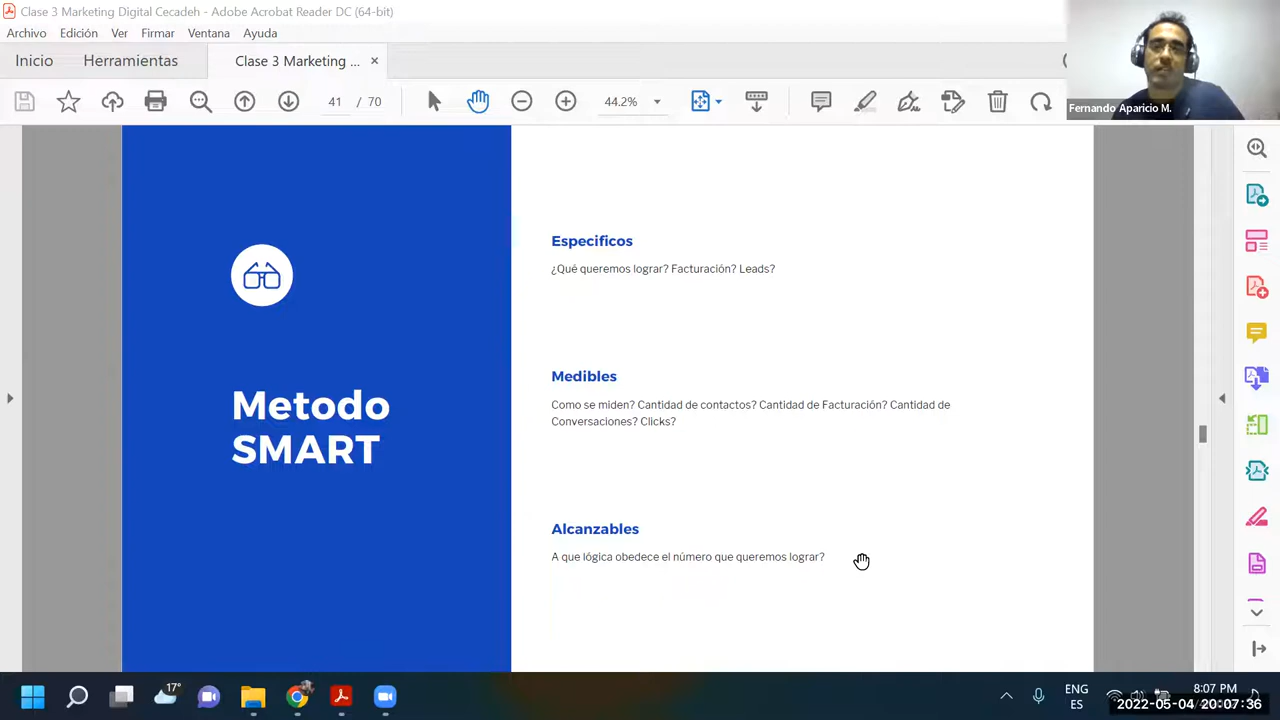 Clase 3 Marketing Digital Cecadeh - Adobe Acrobat Reader DC (64-bit)
Archivo Edición Ver Firmar Ventana Ayuda
Inicio Herramientas Clase 3 Marketing ... ×
41 / 70 44.2%
Fernando Aparicio M.
Metodo
SMART
Especificos
¿Qué queremos lograr? Facturación? Leads?
Medibles
Como se miden? Cantidad de contactos? Cantidad de Facturación? Cantidad de
Conversaciones? Clicks?
Alcanzables
A que lógica obedece el número que queremos lograr?
17°
ENG
ES
8:07 PM
2022-05-04 20:07:36